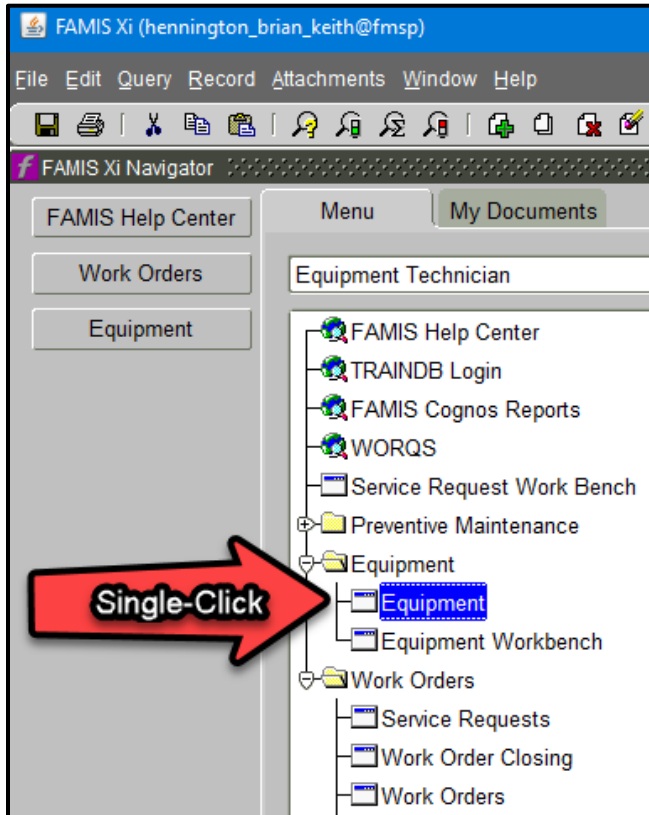 FAMIS Xi (hennington_brian_keith@fmsp)
File Edit Query Record Attachments Window Help
f FAMIS Xi Navigator
FAMIS Help Center
Work Orders
Equipment
Menu
My Documents
Equipment Technician
FAMIS Help Center
TRAINDB Login
FAMIS Cognos Reports
WORQS
Service Request Work Bench
Preventive Maintenance
Equipment
Single-Click
Equipment
Equipment Workbench
Work Orders
Service Requests
Work Order Closing
Work Orders